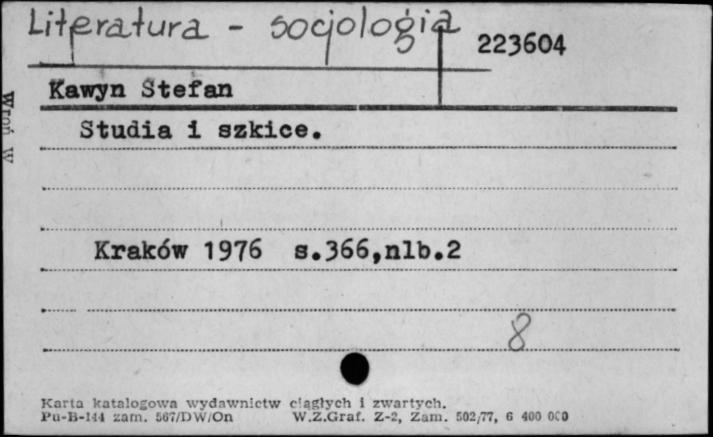 Literatura - socjologia
223604
Kawyn Stefan
Studia i szkice.
Kraków 1976 s.366,nlb.2
8
Karta katalogowa wydawnictw ciągłych i zwartych.
Pu-B-144 zam. 567/DW/On W.Z.Graf. Z-2, Zam. 502/77, 6 400 000